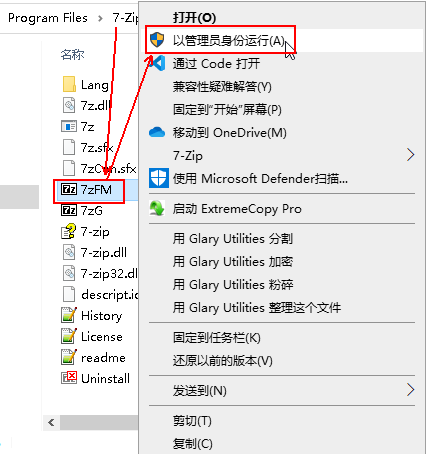 Program Files
7-Zip
名称
Lang
7z.dll
7z
7z.sfx
7zCon.sfx
7zFM
7zG
7-zip
7-zip.dll
7-zip32.dll
descript.i
History
License
readme
Uninstall
打开(O)
以管理员身份运行(A)
通过 Code 打开
兼容性疑难解答(Y)
固定到"开始"屏幕(P)
移动到 OneDrive(M)
7-Zip
使用 Microsoft Defender扫描...
启动 ExtremeCopy Pro
用 Glary Utilities 分割
用 Glary Utilities 加密
用 Glary Utilities 粉碎
用 Glary Utilities 整理这个文件
固定到任务栏(K)
还原以前的版本(V)
发送到(N)
剪切(T)
复制(C)